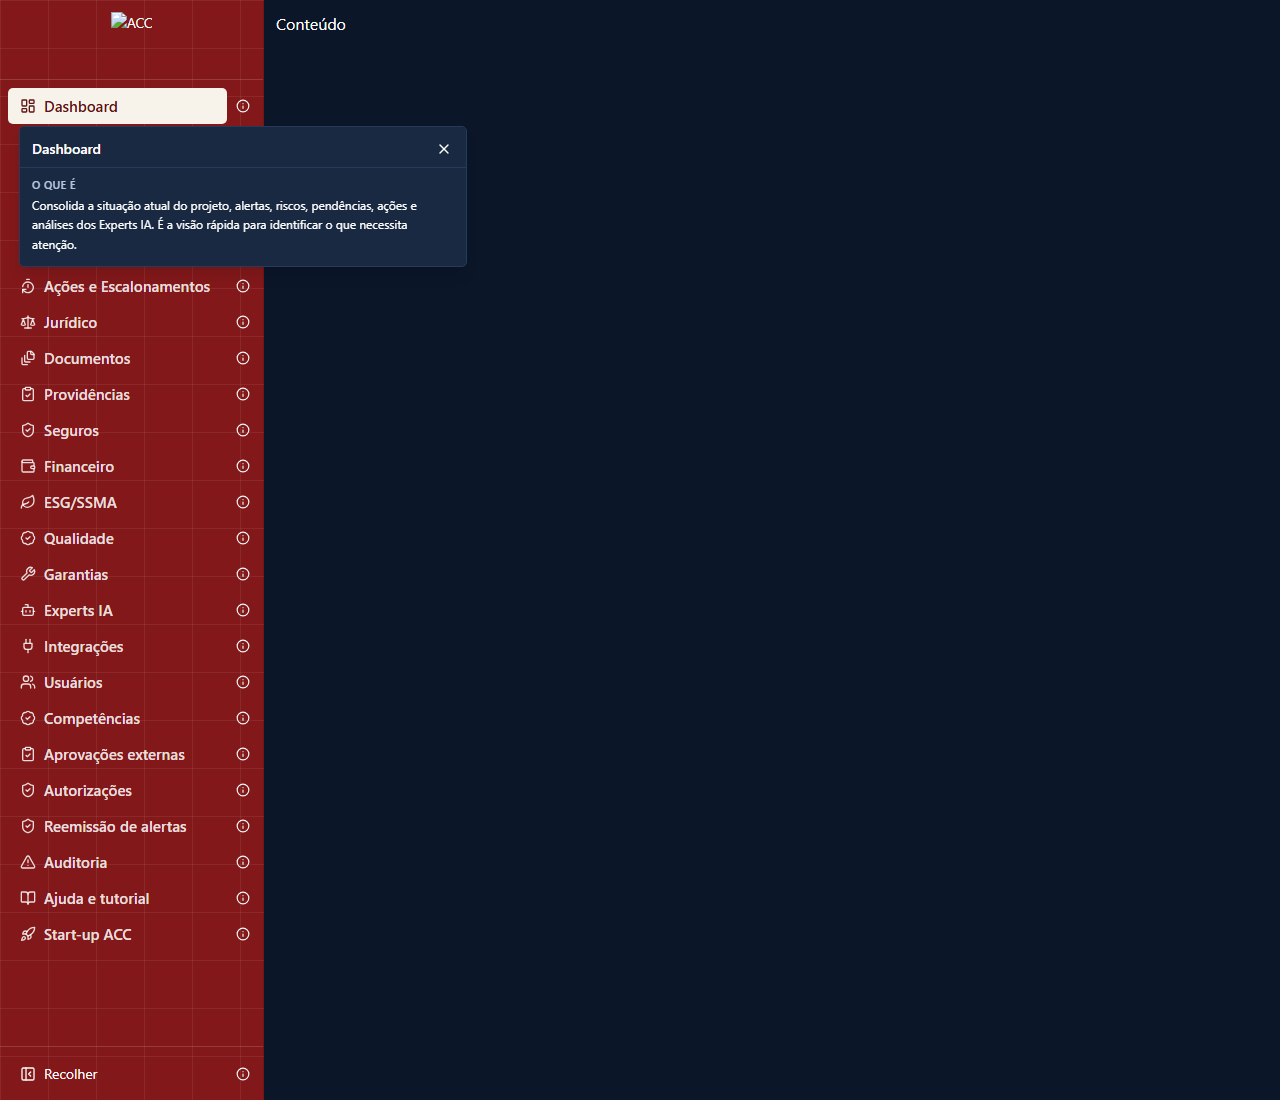 ACC
Conteúdo
Dashboard
Dashboard
O QUE É
Consolida a situação atual do projeto, alertas, riscos, pendências, ações e
análises dos Experts IA. É a visão rápida para identificar o que necessita
atenção.
Ações e Escalonamentos
Jurídico
Documentos
Providências
Seguros
Financeiro
ESG/SSMA
Qualidade
Garantias
Experts IA
Integrações
Usuários
Competências
Aprovações externas
Autorizações
Reemissão de alertas
Auditoria
Ajuda e tutorial
Start-up ACC
Recolher